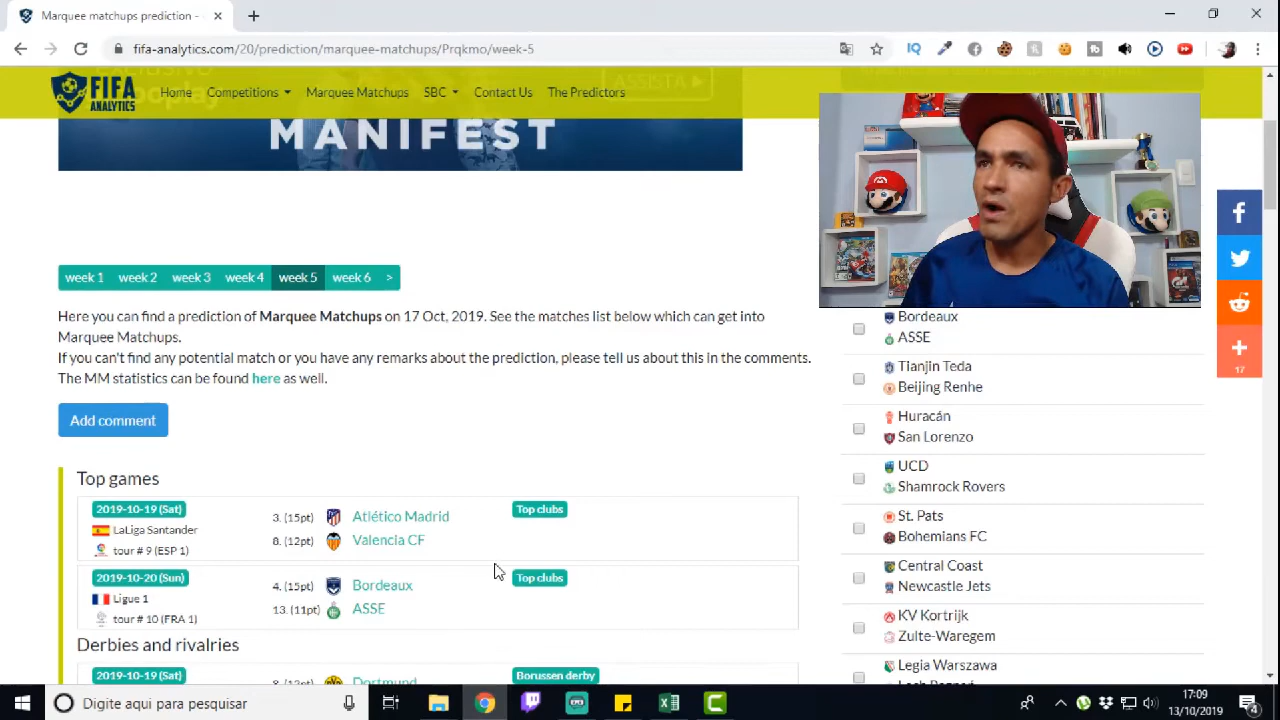 Marquee matchups prediction -
fifa-analytics.com/20/prediction/marquee-matchups/Prqkmo/week-5
FIFA
ANALYTICS
Home
Competitions
Marquee Matchups
SBC
Contact Us
The Predictors
ASSISTA
MANIFEST
week 1
week 2
week 3
week 4
week 5
week 6
>
Here you can find a prediction of Marquee Matchups on 17 Oct, 2019. See the matches list below which can get into
Marquee Matchups.
If you can't find any potential match or you have any remarks about the prediction, please tell us about this in the comments.
The MM statistics can be found here as well.
Add comment
Top games
2019-10-19 (Sat)
LaLiga Santander
tour # 9 (ESP 1)
3. (15pt)
Atlético Madrid
8. (12pt)
Valencia CF
Top clubs
2019-10-20 (Sun)
Ligue 1
tour # 10 (FRA 1)
4. (15pt)
Bordeaux
13. (11pt)
ASSE
Top clubs
Derbies and rivalries
2019-10-19 (Sat)
8. (12pt)
Dortmund
Borussen derby
Bordeaux
ASSE
Tianjin Teda
Beijing Renhe
Huracán
San Lorenzo
UCD
Shamrock Rovers
St. Pats
Bohemians FC
Central Coast
Newcastle Jets
KV Kortrijk
Zulte-Waregem
Legia Warszawa
17
Digite aqui para pesquisar
17:09
13/10/2019
4